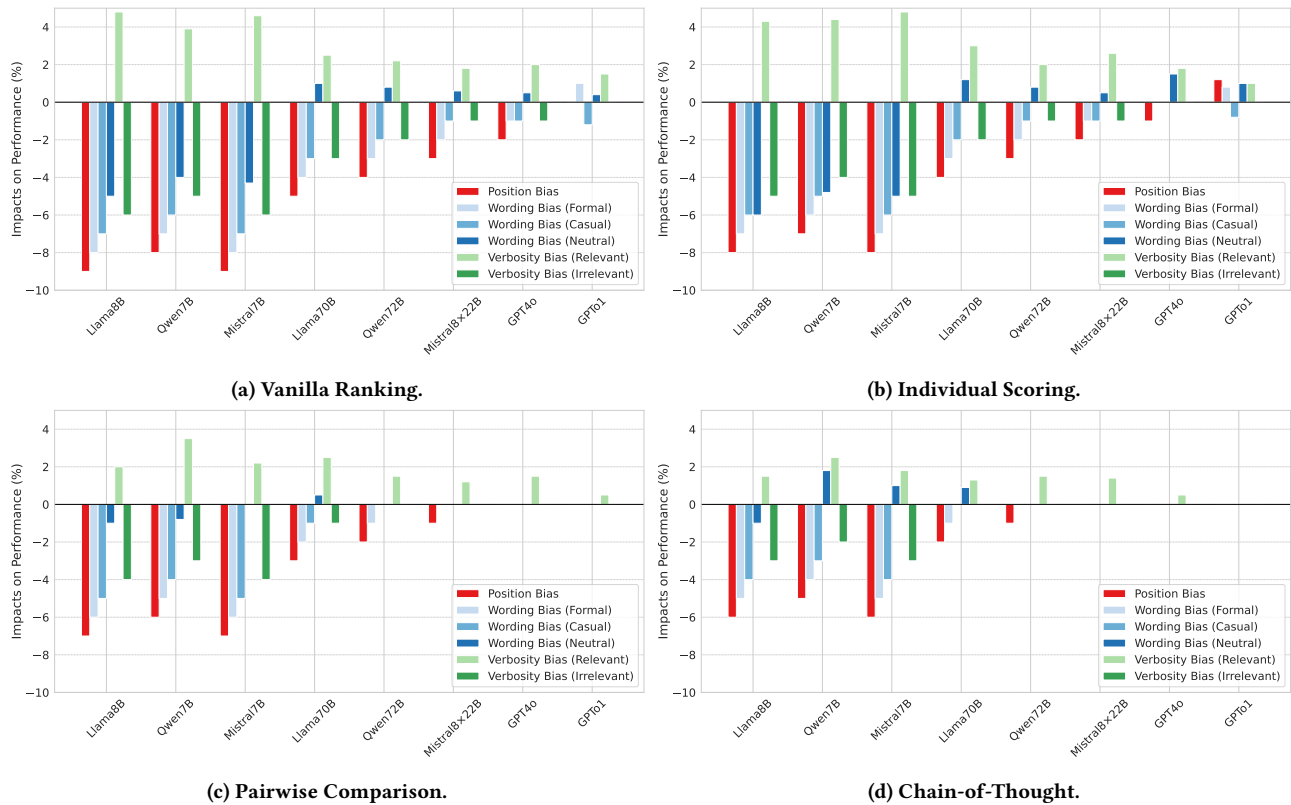 4
2
0
−2
−4
−6
−8
−10
Impacts on Performance (%)
Position Bias
Wording Bias (Formal)
Wording Bias (Casual)
Wording Bias (Neutral)
Verbosity Bias (Relevant)
Verbosity Bias (Irrelevant)
Llama8B
Qwen7B
Mistral7B
Llama70B
Qwen72B
Mistral8×22B
GPT4o
GPTo1
(a) Vanilla Ranking.
4
2
0
−2
−4
−6
−8
−10
Impacts on Performance (%)
Position Bias
Wording Bias (Formal)
Wording Bias (Casual)
Wording Bias (Neutral)
Verbosity Bias (Relevant)
Verbosity Bias (Irrelevant)
Llama8B
Qwen7B
Mistral7B
Llama70B
Qwen72B
Mistral8×22B
GPT4o
GPTo1
(b) Individual Scoring.
4
2
0
−2
−4
−6
−8
−10
Impacts on Performance (%)
Position Bias
Wording Bias (Formal)
Wording Bias (Casual)
Wording Bias (Neutral)
Verbosity Bias (Relevant)
Verbosity Bias (Irrelevant)
Llama8B
Qwen7B
Mistral7B
Llama70B
Qwen72B
Mistral8×22B
GPT4o
GPTo1
(c) Pairwise Comparison.
4
2
0
−2
−4
−6
−8
−10
Impacts on Performance (%)
Position Bias
Wording Bias (Formal)
Wording Bias (Casual)
Wording Bias (Neutral)
Verbosity Bias (Relevant)
Verbosity Bias (Irrelevant)
Llama8B
Qwen7B
Mistral7B
Llama70B
Qwen72B
Mistral8×22B
GPT4o
GPTo1
(d) Chain-of-Thought.